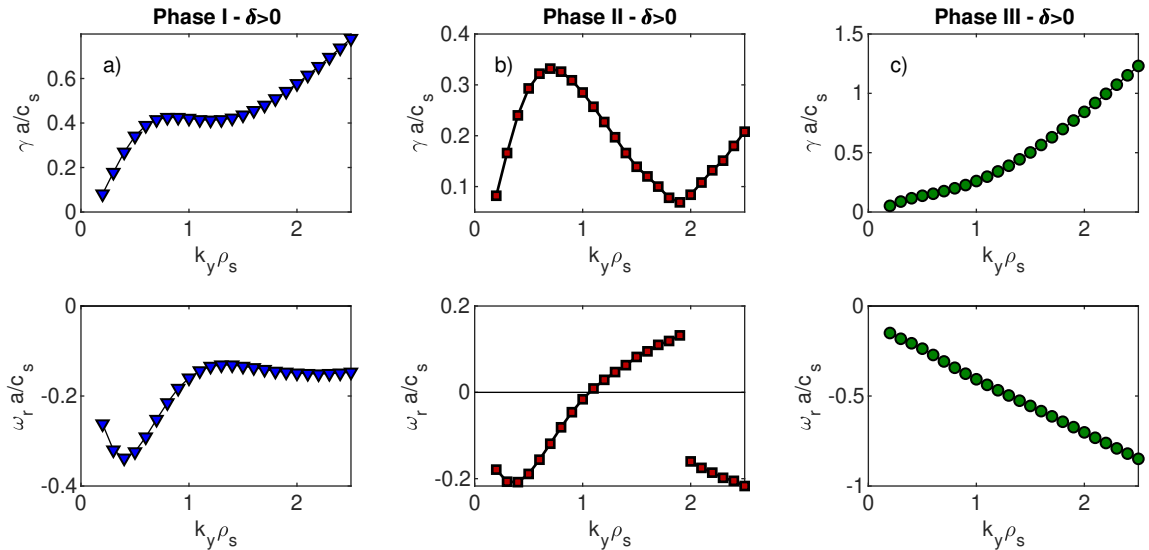 Phase I - δ>0
a)
γ a/c_s
0.6
0.4
0.2
0
0
1
2
k_yρ_s
Phase II - δ>0
b)
γ a/c_s
0.4
0.3
0.2
0.1
0
1
2
k_yρ_s
Phase III - δ>0
c)
γ a/c_s
1.5
1
0.5
0
0
1
2
k_yρ_s
ω_r a/c_s
0
-0.2
-0.4
0
1
2
k_yρ_s
ω_r a/c_s
0.2
0
-0.2
0
1
2
k_yρ_s
ω_r a/c_s
0
-0.5
-1
0
1
2
k_yρ_s